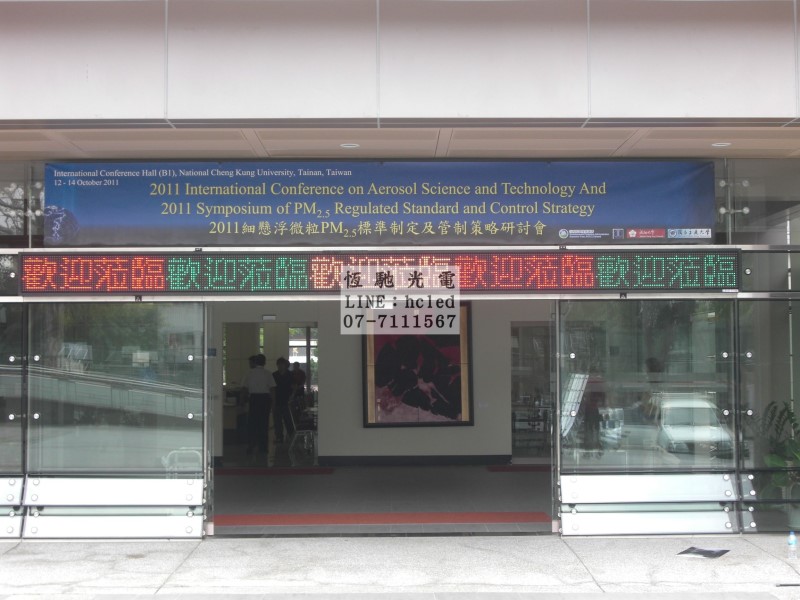 International Conference Hall (B1), National Cheng Kung University, Tainan, Taiwan
12 - 14 October 2011
2011 International Conference on Aerosol Science and Technology And
2011 Symposium of PM2.5 Regulated Standard and Control Strategy
2011細懸浮微粒PM2.5標準制定及管制策略研討會
歡迎蒞臨歡迎蒞臨歡迎蒞臨歡迎蒞臨歡迎蒞臨
恆馳光電
LINE:hcled
07-7111567